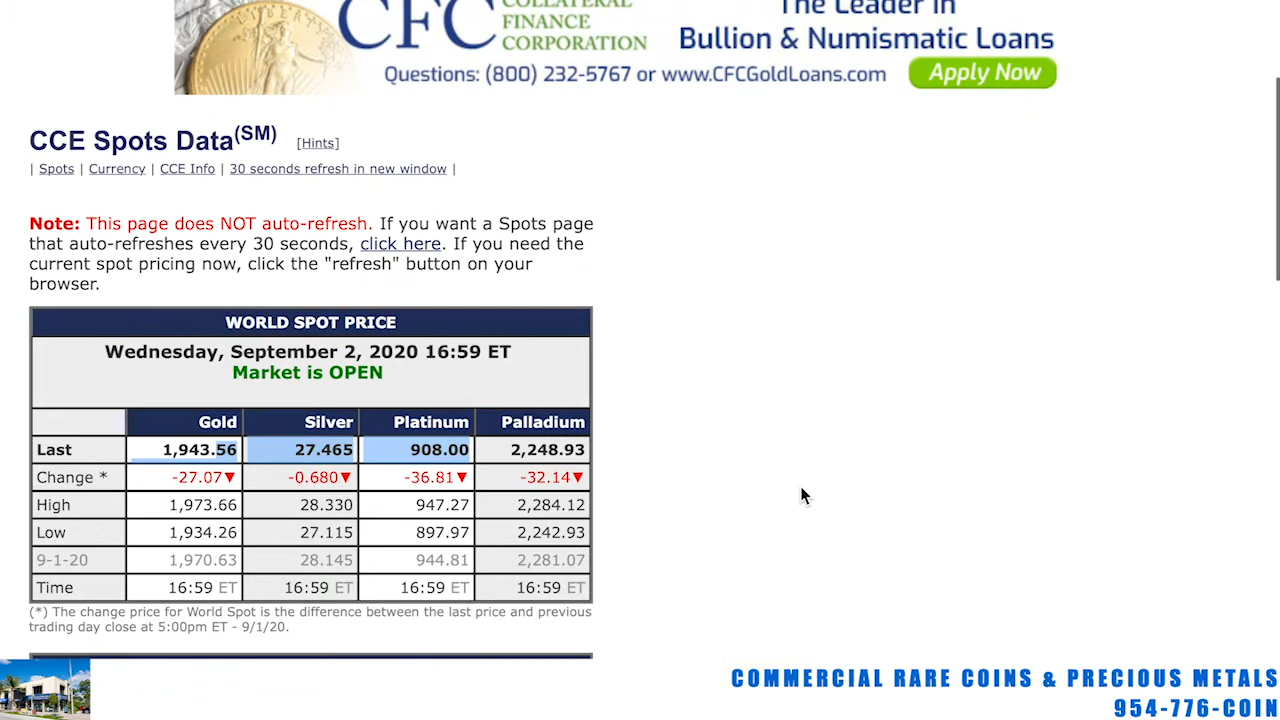 The Leader in
COLLATERAL
CFC FINANCE
CORPORATION
Bullion & Numismatic Loans
Questions: (800) 232-5767 or www.CFCGoldLoans.com Apply Now
CCE Spots Data(SM) [Hints]
| Spots | Currency | CCE Info | 30 seconds refresh in new window |
Note: This page does NOT auto-refresh. If you want a Spots page
that auto-refreshes every 30 seconds, click here. If you need the
current spot pricing now, click the "refresh" button on your
browser.
WORLD SPOT PRICE
Wednesday, September 2, 2020 16:59 ET
Market is OPEN
Gold Silver Platinum Palladium
Last 1,943.56 27.465 908.00 2,248.93
Change * -27.07▼ -0.680▼ -36.81▼ -32.14▼
High 1,973.66 28.330 947.27 2,284.12
Low 1,934.26 27.115 897.97 2,242.93
9-1-20 1,970.63 28.145 944.81 2,281.07
Time 16:59 ET 16:59 ET 16:59 ET 16:59 ET
(*) The change price for World Spot is the difference between the last price and previous
trading day close at 5:00pm ET - 9/1/20.
COMMERCIAL RARE COINS & PRECIOUS METALS
954-776-COIN